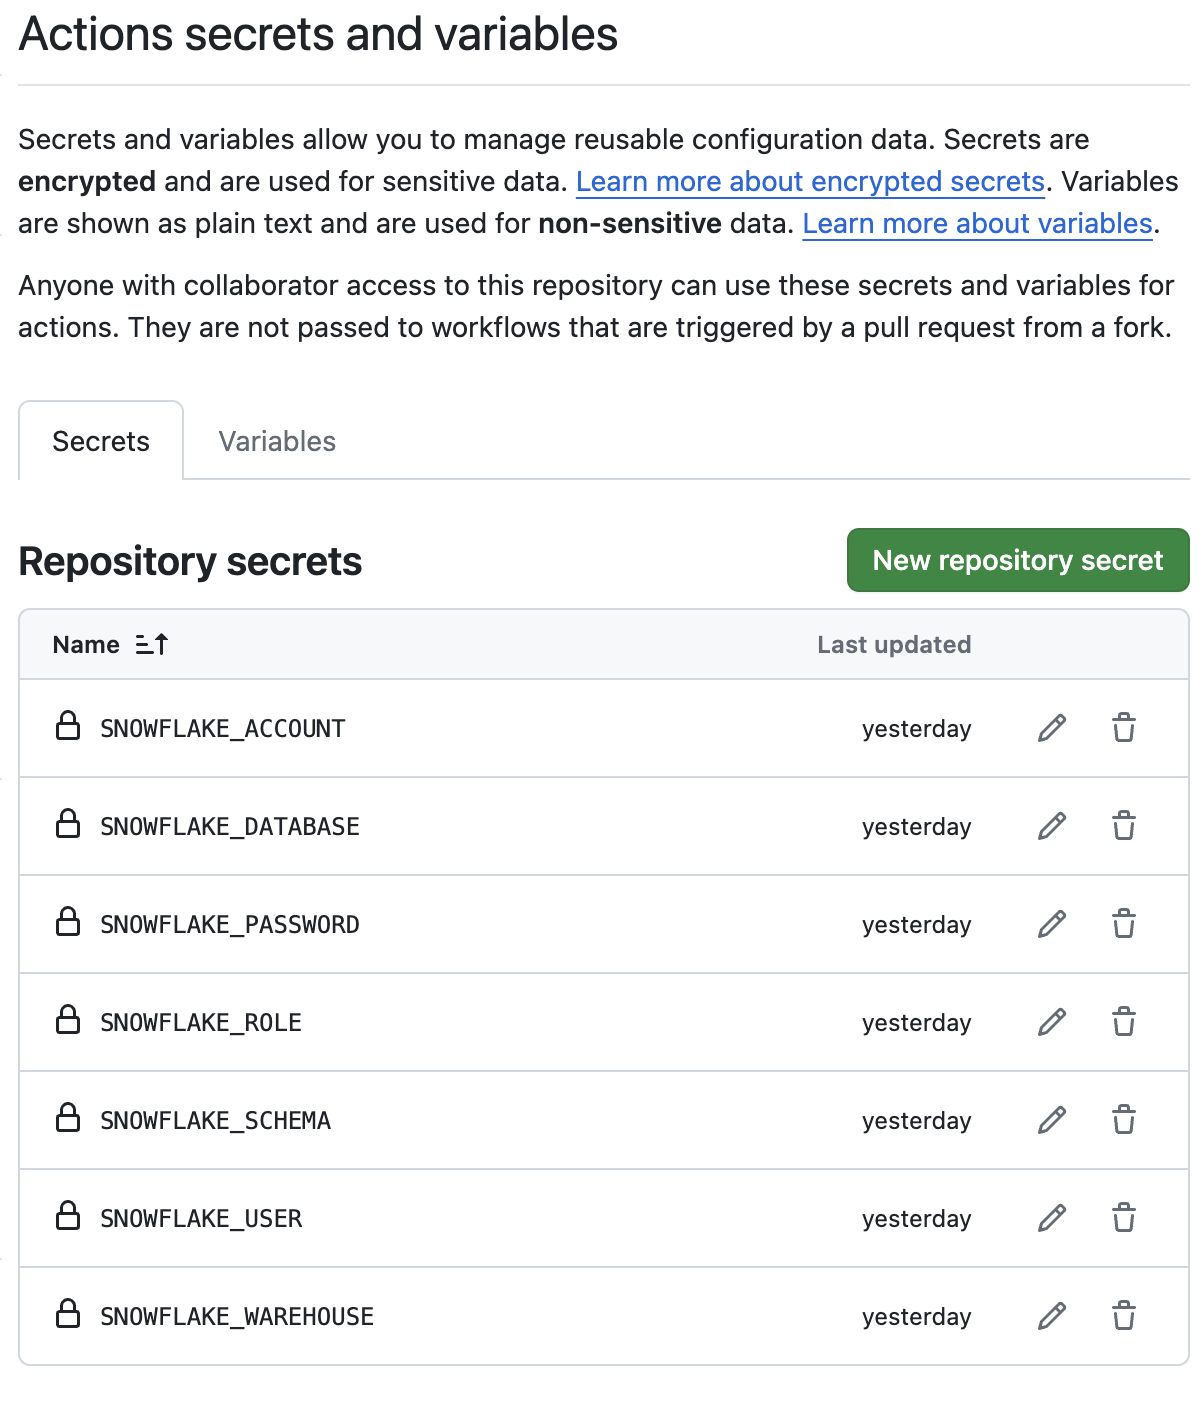 Actions secrets and variables
Secrets and variables allow you to manage reusable configuration data. Secrets are
encrypted and are used for sensitive data. Learn more about encrypted secrets. Variables
are shown as plain text and are used for non-sensitive data. Learn more about variables.
Anyone with collaborator access to this repository can use these secrets and variables for
actions. They are not passed to workflows that are triggered by a pull request from a fork.
Secrets Variables
Repository secrets New repository secret
Name Last updated
SNOWFLAKE_ACCOUNT yesterday
SNOWFLAKE_DATABASE yesterday
SNOWFLAKE_PASSWORD yesterday
SNOWFLAKE_ROLE yesterday
SNOWFLAKE_SCHEMA yesterday
SNOWFLAKE_USER yesterday
SNOWFLAKE_WAREHOUSE yesterday